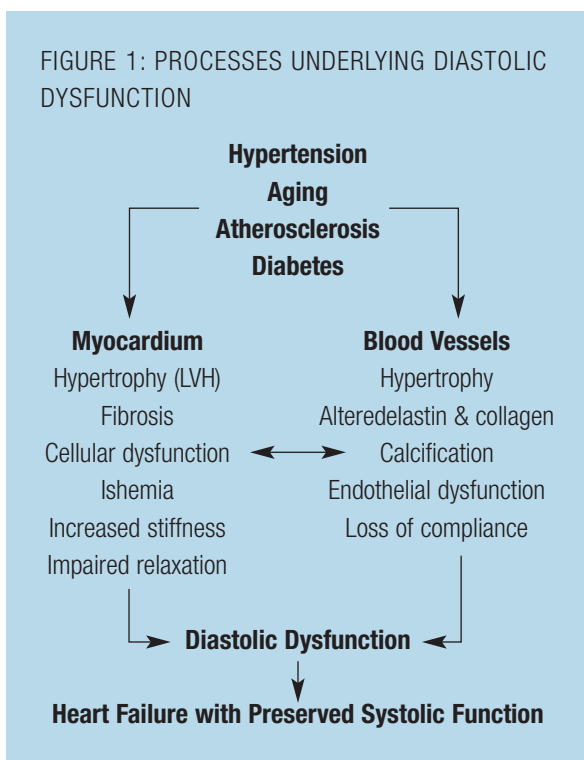 FIGURE 1: PROCESSES UNDERLYING DIASTOLIC
DYSFUNCTION
Hypertension
Aging
Atherosclerosis
Diabetes
Myocardium
Hypertrophy (LVH)
Fibrosis
Cellular dysfunction
Ishemia
Increased stiffness
Impaired relaxation
Blood Vessels
Hypertrophy
Alteredelastin & collagen
Calcification
Endothelial dysfunction
Loss of compliance
Diastolic Dysfunction
Heart Failure with Preserved Systolic Function